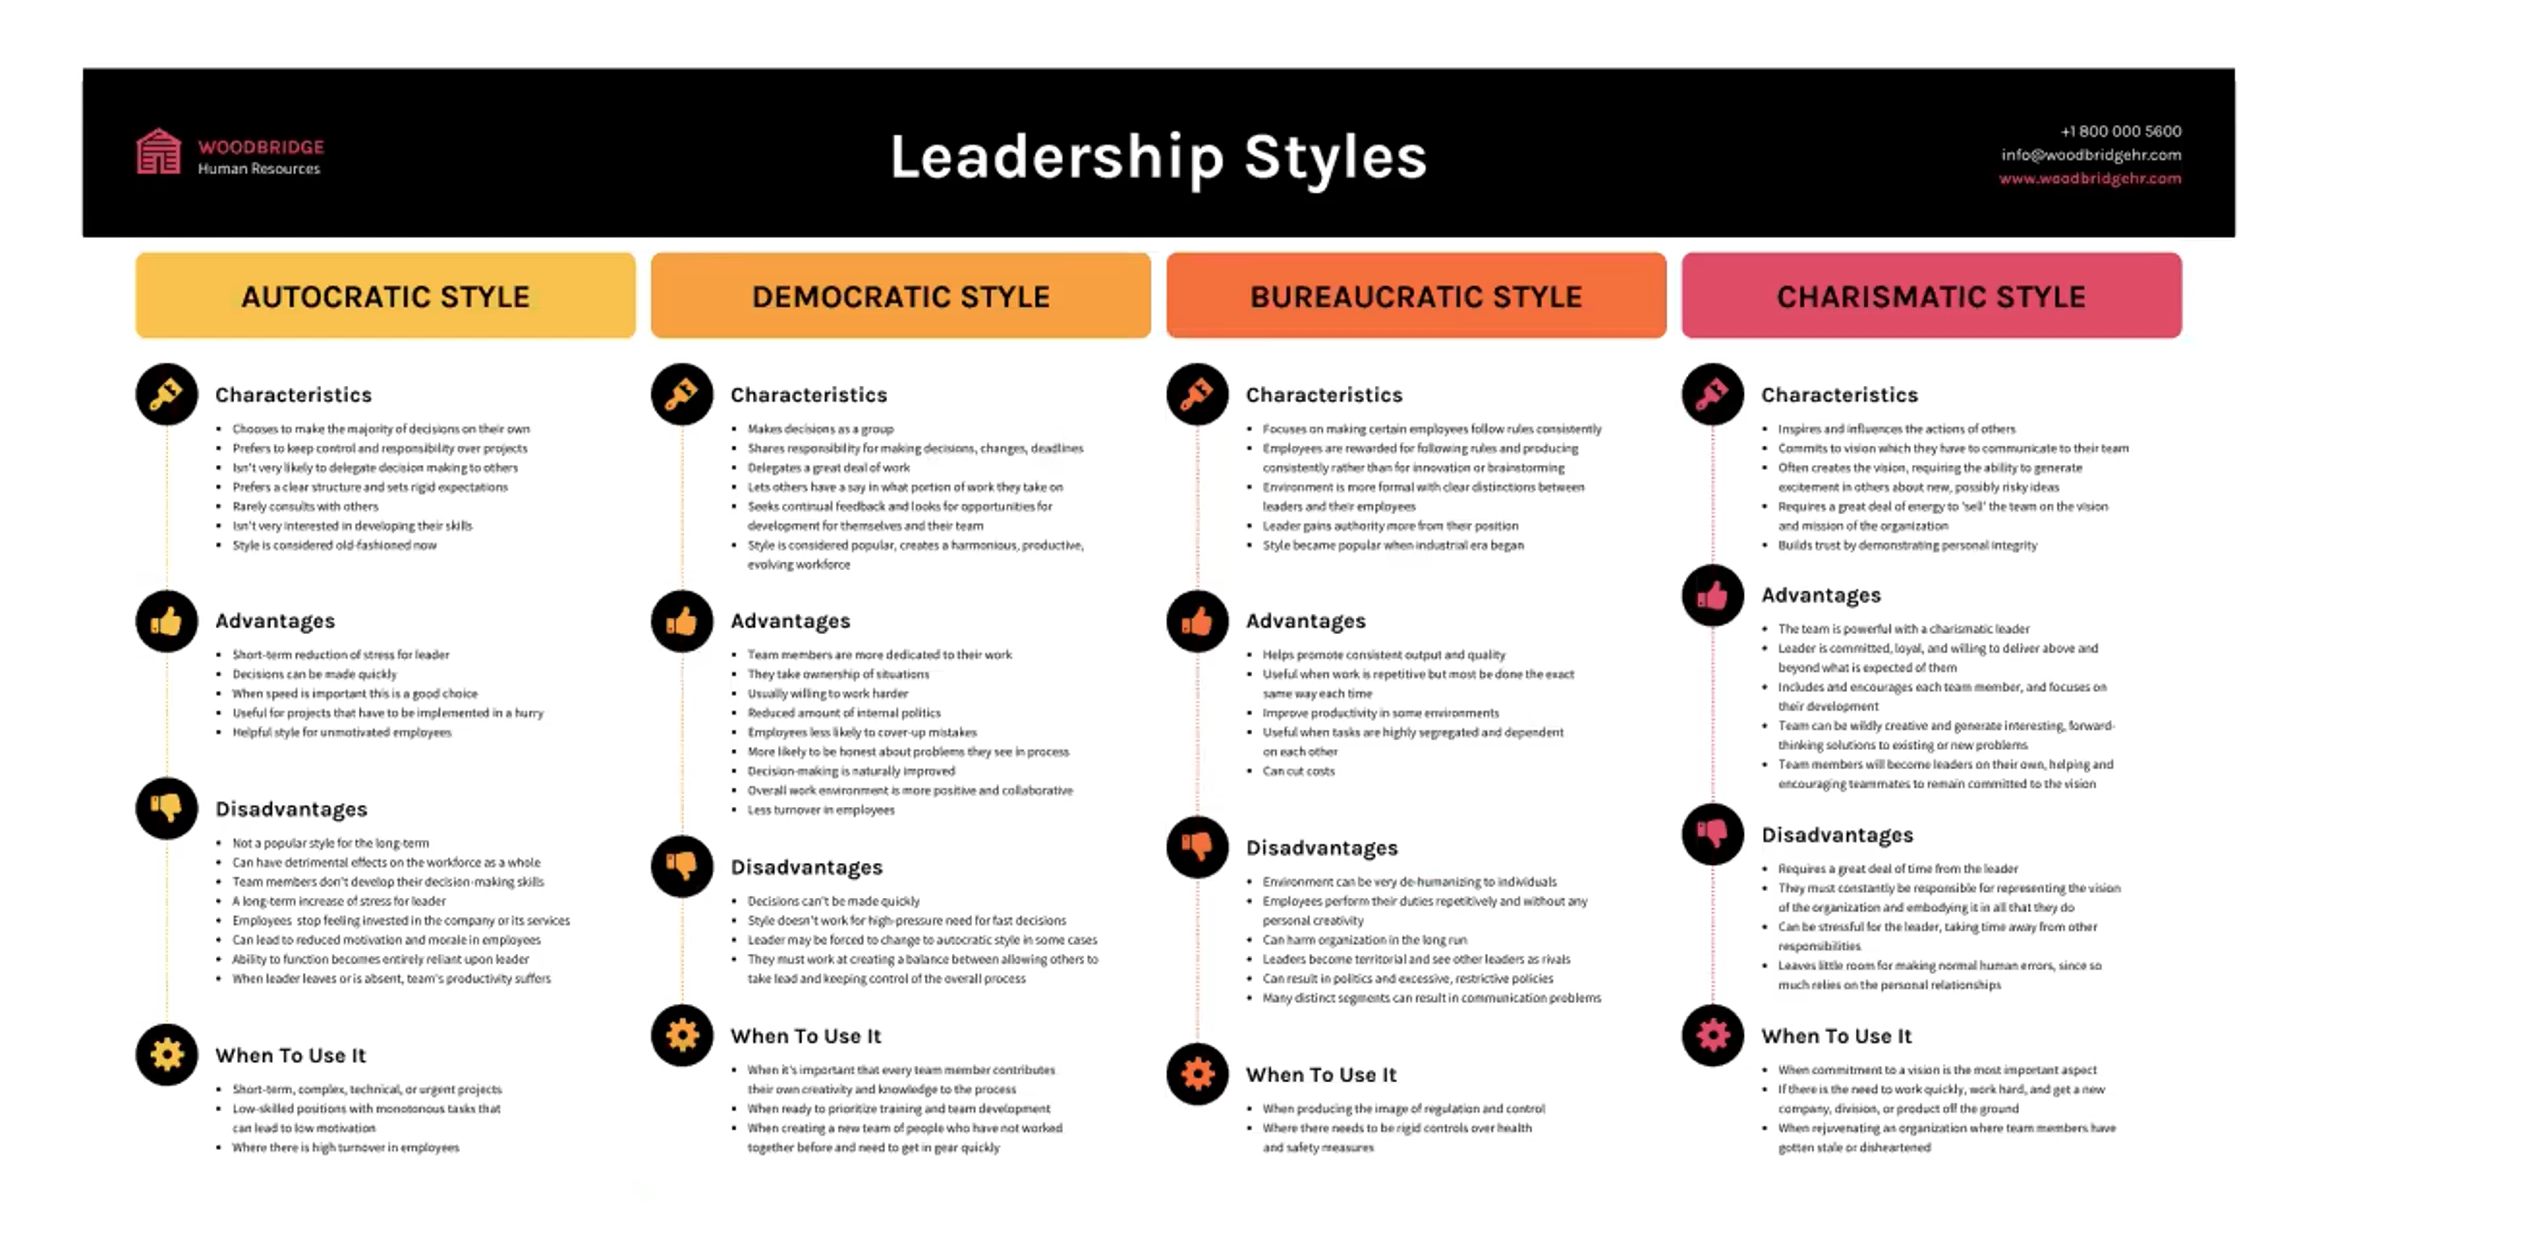 WOODBRIDGE
Human Resources
Leadership Styles
+1 800 000 5600
info@woodbridgehr.com
www.woodbridgehr.com
AUTOCRATIC STYLE
Characteristics
Chooses to make the majority of decisions on their own
Prefers to keep control and responsibility over projects
Isn't very likely to delegate decision making to others
Prefers a clear structure and sets rigid expectations
Rarely consults with others
Isn't very interested in developing their skills
Style is considered old-fashioned now
Advantages
Short-term reduction of stress for leader
Decisions can be made quickly
When speed is important this is a good choice
Useful for projects that have to be implemented in a hurry
Helpful style for unmotivated employees
Disadvantages
Not a popular style for the long-term
Can have detrimental effects on the workforce as a whole
Team members don't develop their decision-making skills
A long-term increase of stress for leader
Employees stop feeling invested in the company or its services
Can lead to reduced motivation and morale in employees
Ability to function becomes entirely reliant upon leader
When leader leaves or is absent, team's productivity suffers
When To Use It
Short-term, complex, technical, or urgent projects
Low-skilled positions with monotonous tasks that
can lead to low motivation
Where there is high turnover in employees
DEMOCRATIC STYLE
Characteristics
Makes decisions as a group
Shares responsibility for making decisions, changes, deadlines
Delegates a great deal of work
Lets others have a say in what portion of work they take on
Seeks continual feedback and looks for opportunities for
development for themselves and their team
Style is considered popular, creates a harmonious, productive,
evolving workforce
Advantages
Team members are more dedicated to their work
They take ownership of situations
Usually willing to work harder
Reduced amount of internal politics
Employees less likely to cover-up mistakes
More likely to be honest about problems they see in process
Decision-making is naturally improved
Overall work environment is more positive and collaborative
Less turnover in employees
Disadvantages
Decisions can't be made quickly
Style doesn't work for high-pressure need for fast decisions
Leader may be forced to change to autocratic style in some cases
They must work at creating a balance between allowing others to
take lead and keeping control of the overall process
When To Use It
When it's important that every team member contributes
their own creativity and knowledge to the process
When ready to prioritize training and team development
When creating a new team of people who have not worked
together before and need to get in gear quickly
BUREAUCRATIC STYLE
Characteristics
Focuses on making certain employees follow rules consistently
Employees are rewarded for following rules and producing
consistently rather than for innovation or brainstorming
Environment is more formal with clear distinctions between
leaders and their employees
Leader gains authority more from their position
Style became popular when industrial era began
Advantages
Helps promote consistent output and quality
Useful when work is repetitive but most be done the exact
same way each time
Improve productivity in some environments
Useful when tasks are highly segregated and dependent
on each other
Can cut costs
Disadvantages
Environment can be very de-humanizing to individuals
Employees perform their duties repetitively and without any
personal creativity
Can harm organization in the long run
Leaders become territorial and see other leaders as rivals
Can result in politics and excessive, restrictive policies
Many distinct segments can result in communication problems
When To Use It
When producing the image of regulation and control
Where there needs to be rigid controls over health
and safety measures
CHARISMATIC STYLE
Characteristics
Inspires and influences the actions of others
Commits to vision which they have to communicate to their team
Often creates the vision, requiring the ability to generate
excitement in others about new, possibly risky ideas
Requires a great deal of energy to 'sell' the team on the vision
and mission of the organization
Builds trust by demonstrating personal integrity
Advantages
The team is powerful with a charismatic leader
Leader is committed, loyal, and willing to deliver above and
beyond what is expected of them
Includes and encourages each team member, and focuses on
their development
Team can be wildly creative and generate interesting, forward-
thinking solutions to existing or new problems
Team members will become leaders on their own, helping and
encouraging teammates to remain committed to the vision
Disadvantages
Requires a great deal of time from the leader
They must constantly be responsible for representing the vision
of the organization and embodying it in all that they do
Can be stressful for the leader, taking time away from other
responsibilities
Leaves little room for making normal human errors, since so
much relies on the personal relationships
When To Use It
When commitment to a vision is the most important aspect
If there is the need to work quickly, work hard, and get a new
company, division, or product off the ground
When rejuvenating an organization where team members have
gotten stale or disheartened